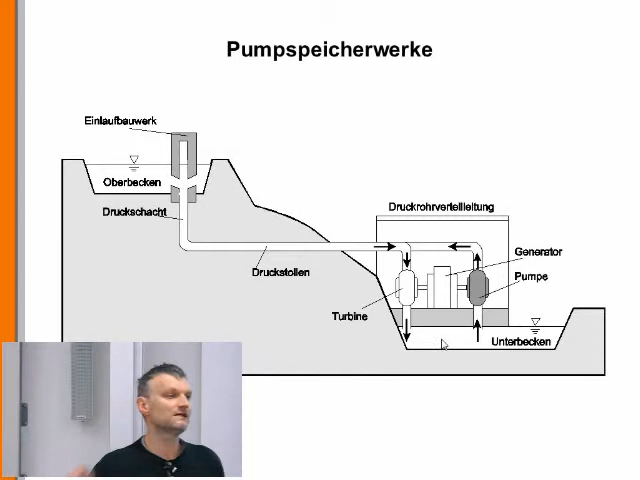 Pumpspeicherwerke
Einlaufbauwerk
Oberbecken
Druckschacht
Druckrohrverteilleitung
Generator
Druckstollen
Pumpe
Turbine
Unterbecken